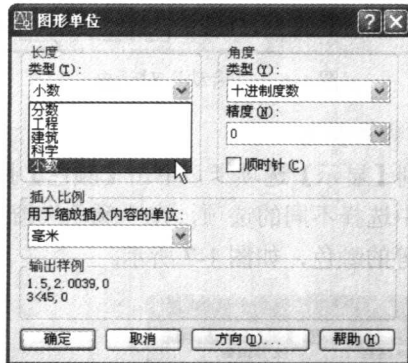 图形单位
长度
类型(T):
小数
分数
工程
建筑
科学
小数
角度
类型(Y):
十进制度数
精度(N):
0
顺时针(C)
插入比例
用于缩放插入内容的单位:
毫米
输出样例
1.5,2.0039,0
3<45,0
确定
取消
方向(D)...
帮助(H)